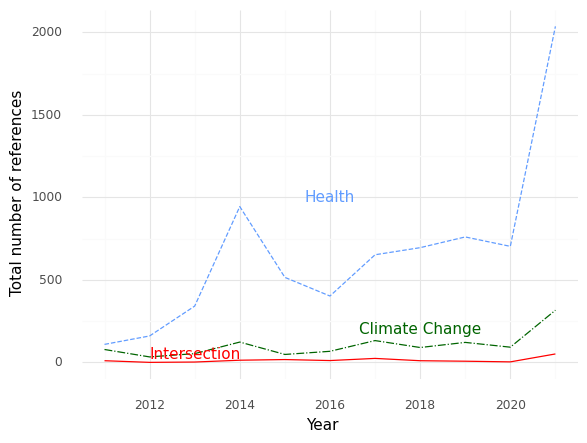 2000
1500
1000
500
0
Total number of references
Health
Climate Change
Intersection
2012 2014 2016 2018 2020
Year